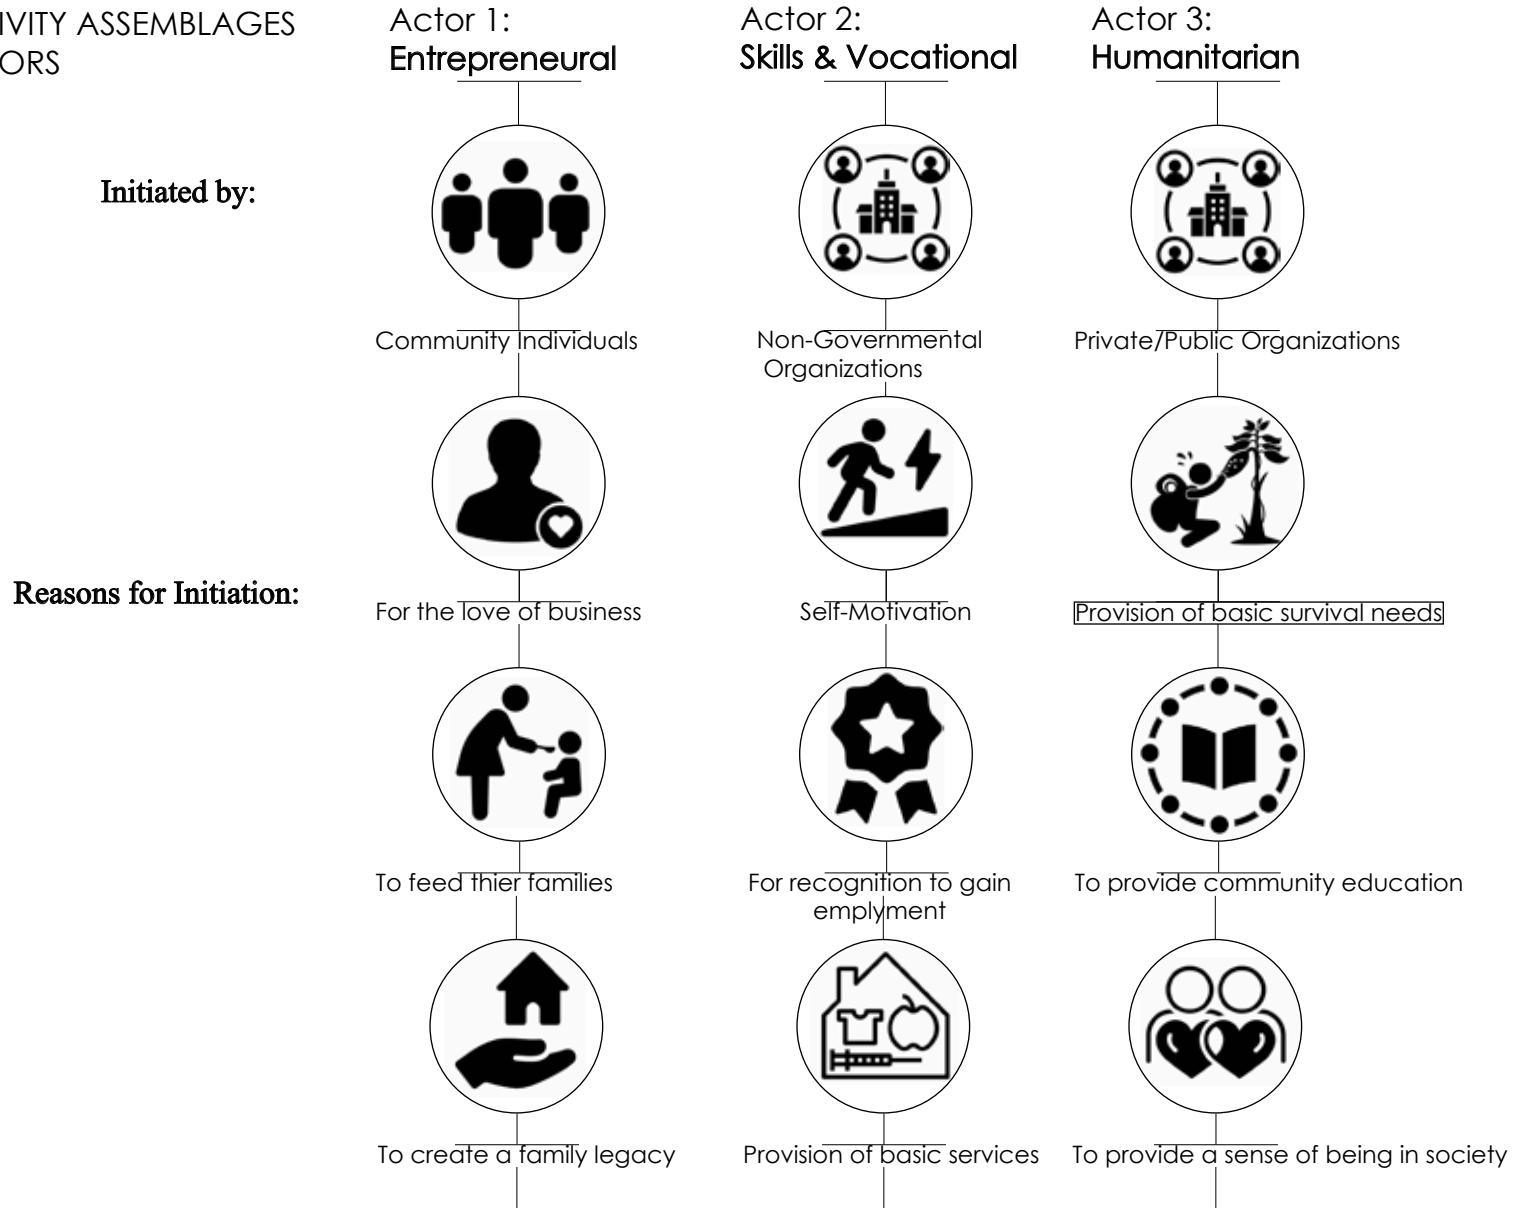 IVITY ASSEMBLAGES
ORS
Actor 1:
Entrepreneural
Actor 2:
Skills & Vocational
Actor 3:
Humanitarian
Initiated by:
Community Individuals
Non-Governmental
Organizations
Private/Public Organizations
Reasons for Initiation:
For the love of business
Self-Motivation
Provision of basic survival needs
To feed thier families
For recognition to gain
emplyment
To provide community education
To create a family legacy
Provision of basic services
To provide a sense of being in society